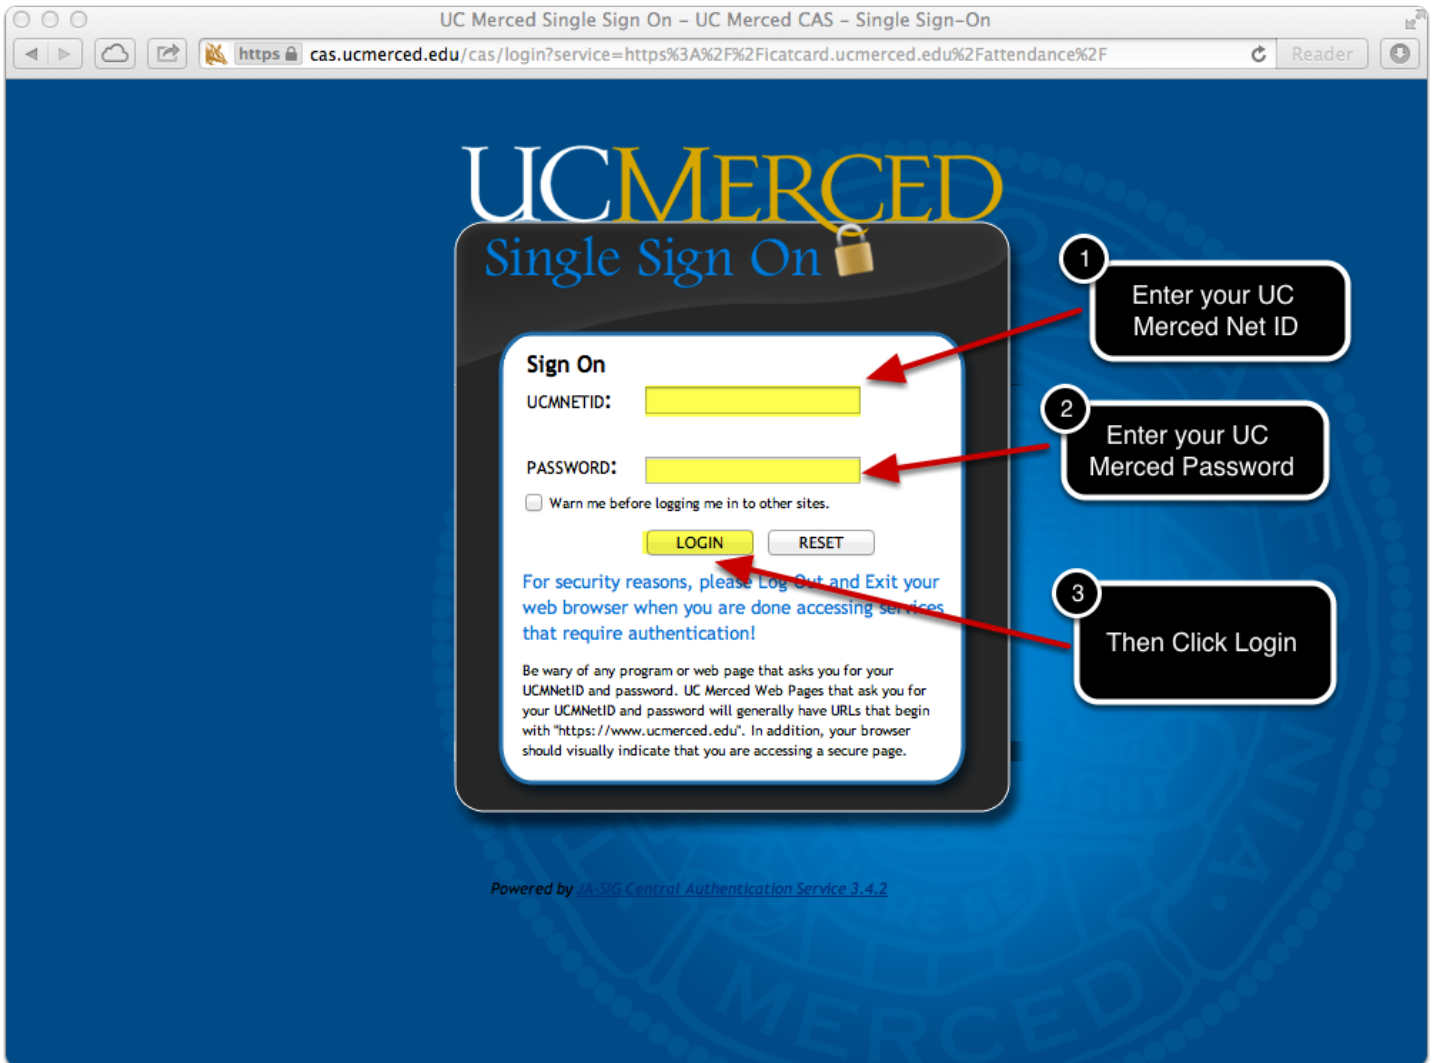 UC Merced Single Sign On – UC Merced CAS – Single Sign-On
https cas.ucmerced.edu/cas/login?service=https%3A%2F%2Ficatcard.ucmerced.edu%2Fattendance%2F
Reader
UCMERCED
Single Sign On
1
Enter your UC
Merced Net ID
Sign On
UCMNETID:
2
Enter your UC
Merced Password
PASSWORD:
Warn me before logging me in to other sites.
LOGIN
RESET
3
Then Click Login
For security reasons, please Log Out and Exit your
web browser when you are done accessing services
that require authentication!
Be wary of any program or web page that asks you for your
UCMNetID and password. UC Merced Web Pages that ask you for
your UCMNetID and password will generally have URLs that begin
with "https://www.ucmerced.edu". In addition, your browser
should visually indicate that you are accessing a secure page.
Powered by JA-SIG Central Authentication Service 3.4.2
MERCED